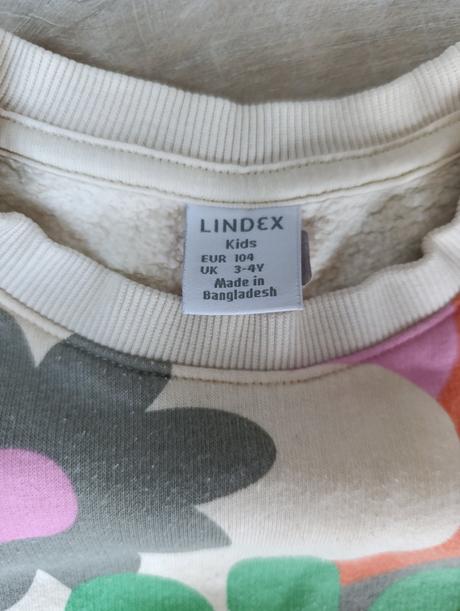 LINDEX
Kids
EUR 104
UK 3-4Y
Made in
Bangladesh